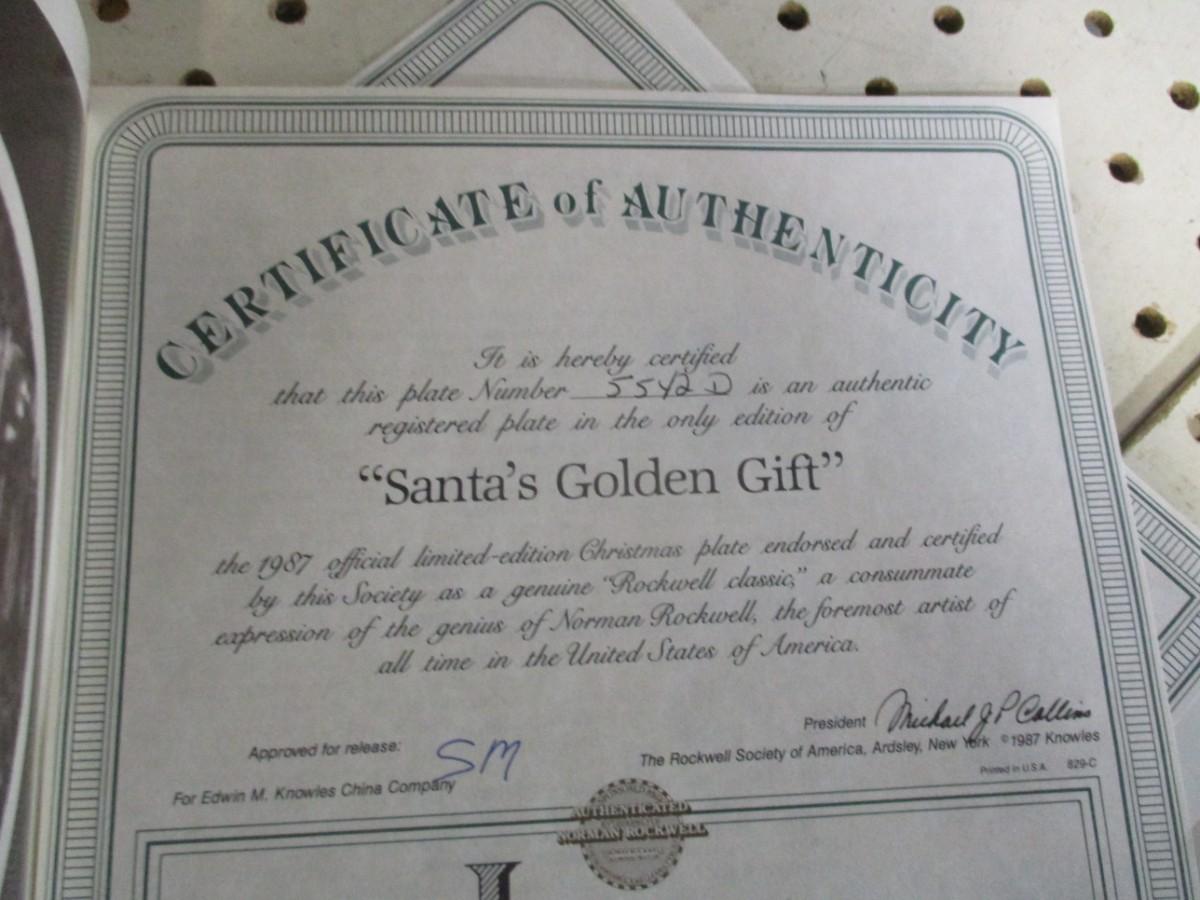 CERTIFICATE of AUTHENTICITY
It is hereby certified
that this plate Number 5542 D is an authentic
registered plate in the only edition of
“Santa’s Golden Gift”
the 1987 official limited-edition Christmas plate endorsed and certified
by this Society as a genuine “Rockwell classic,” a consummate
expression of the genius of Norman Rockwell, the foremost artist of
all time in the United States of America.
President Michael J P Collins
The Rockwell Society of America, Ardsley, New York ©1987 Knowles
Printed in U.S.A. 829-C
Approved for release: SM
For Edwin M. Knowles China Company
AUTHENTICATED
NORMAN ROCKWELL